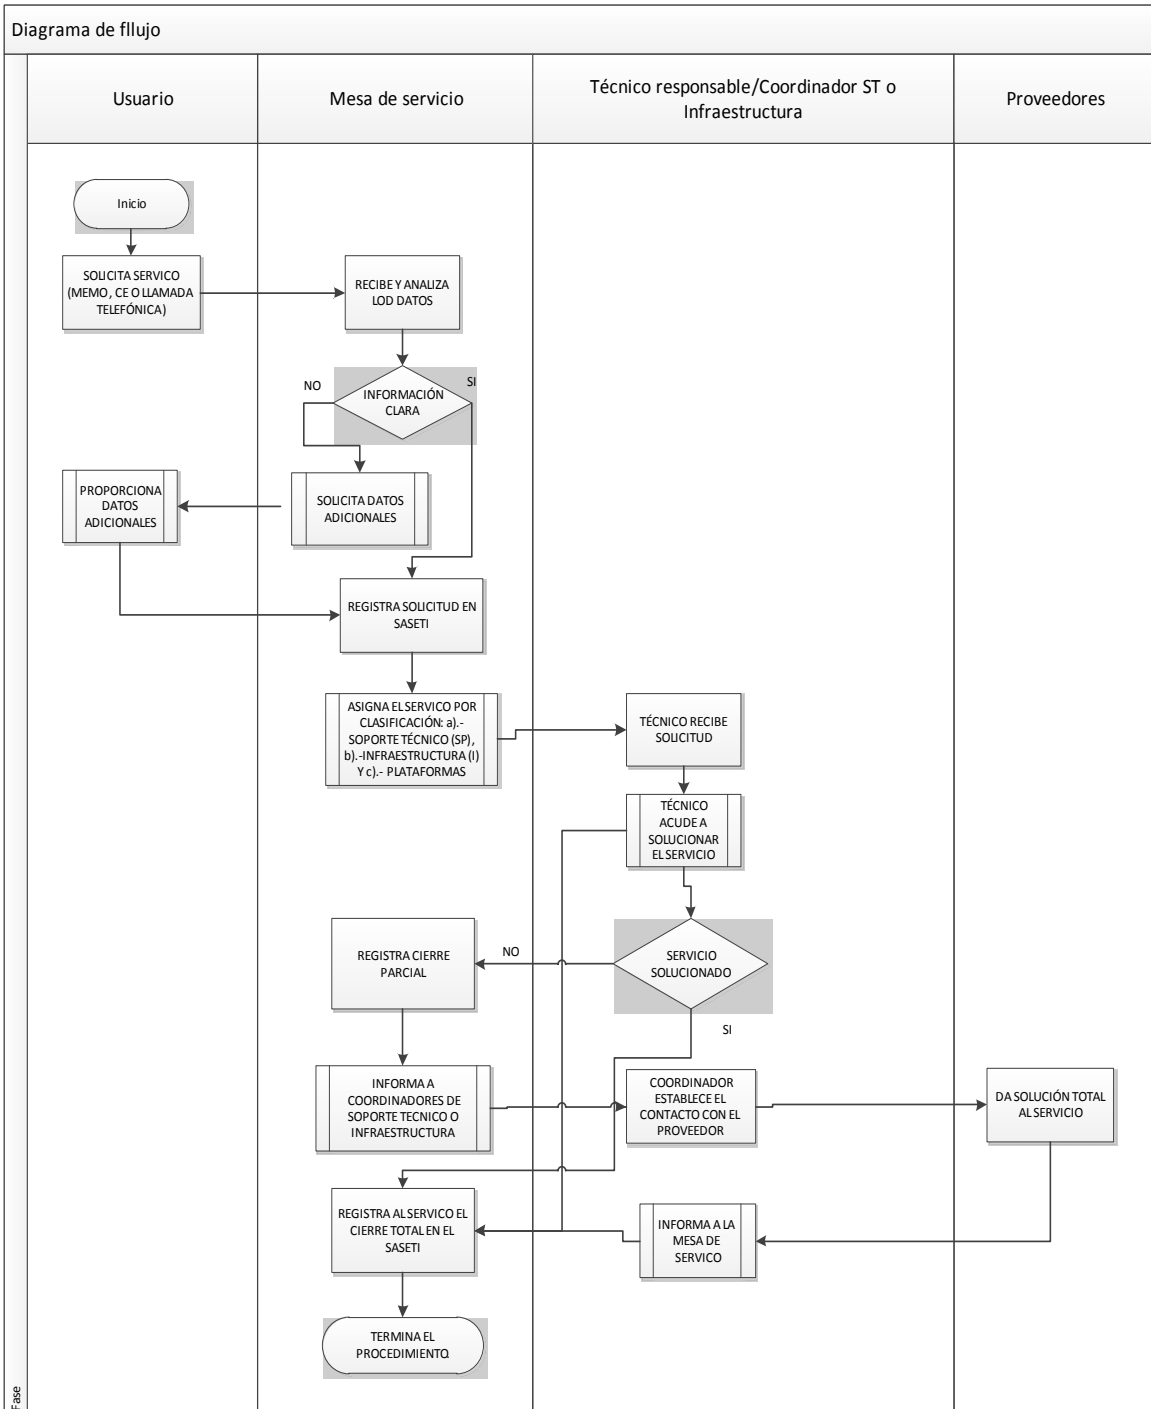 Diagrama de fllujo
Usuario
Mesa de servicio
Técnico responsable/Coordinador ST o
Infraestructura
Proveedores
Inicio
SOLICITA SERVICO
(MEMO, CE O LLAMADA
TELEFÓNICA)
RECIBE Y ANALIZA
LOD DATOS
NO
SI
INFORMACIÓN
CLARA
PROPORCIONA
DATOS
ADICIONALES
SOLICITA DATOS
ADICIONALES
REGISTRA SOLICITUD EN
SASETI
ASIGNA EL SERVICO POR
CLASIFICACIÓN: a).-
SOPORTE TÉCNICO (SP),
b).-INFRAESTRUCTURA (I)
Y c).- PLATAFORMAS
TÉCNICO RECIBE
SOLICITUD
TÉCNICO
ACUDE A
SOLUCIONAR
EL SERVICIO
REGISTRA CIERRE
PARCIAL
NO
SERVICIO
SOLUCIONADO
SI
INFORMA A
COORDINADORES DE
SOPORTE TECNICO O
INFRAESTRUCTURA
COORDINADOR
ESTABLECE EL
CONTACTO CON EL
PROVEEDOR
DA SOLUCIÓN TOTAL
AL SERVICIO
REGISTRA AL SERVICO EL
CIERRE TOTAL EN EL
SASETI
INFORMA A LA
MESA DE
SERVICO
TERMINA EL
PROCEDIMIENTO.
Fase